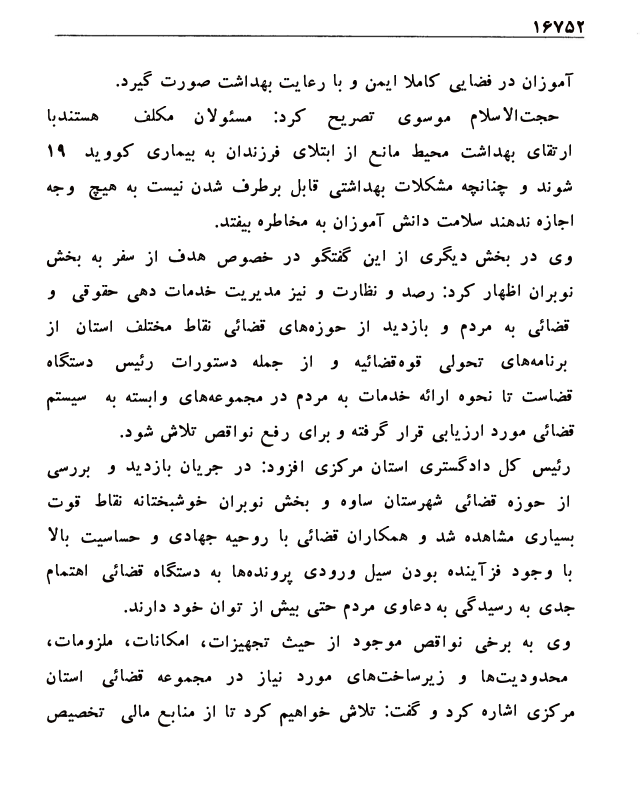 ۱۶۷۵۲
آموزان در فضایی کاملا ایمن و با رعایت بهداشت صورت گیرد.
حجت‌الاسلام موسوی تصریح کرد: مسئولان مکلف هستندبا
ارتقای بهداشت محیط مانع از ابتلای فرزندان به بیماری کووید ۱۹
شوند و چنانچه مشکلات بهداشتی قابل برطرف شدن نیست به هیچ وجه
اجازه ندهند سلامت دانش آموزان به مخاطره بیفتد.
وی در بخش دیگری از این گفتگو در خصوص هدف از سفر به بخش
نوبران اظهار کرد: رصد و نظارت و نیز مدیریت خدمات دهی حقوقی و
قضائی به مردم و بازدید از حوزه‌های قضائی نقاط مختلف استان از
برنامه‌های تحولی قوه‌قضائیه و از جمله دستورات رئیس دستگاه
قضاست تا نحوه ارائه خدمات به مردم در مجموعه‌های وابسته به سیستم
قضائی مورد ارزیابی قرار گرفته و برای رفع نواقص تلاش شود.
رئیس کل دادگستری استان مرکزی افزود: در جریان بازدید و بررسی
از حوزه قضائی شهرستان ساوه و بخش نوبران خوشبختانه نقاط قوت
بسیاری مشاهده شد و همکاران قضائی با روحیه جهادی و حساسیت بالا
با وجود فزآینده بودن سیل ورودی پرونده‌ها به دستگاه قضائی اهتمام
جدی به رسیدگی به دعاوی مردم حتی بیش از توان خود دارند.
وی به برخی نواقص موجود از حیث تجهیزات، امکانات، ملزومات،
محدودیت‌ها و زیرساخت‌های مورد نیاز در مجموعه قضائی استان
مرکزی اشاره کرد و گفت: تلاش خواهیم کرد تا از منابع مالی تخصیص